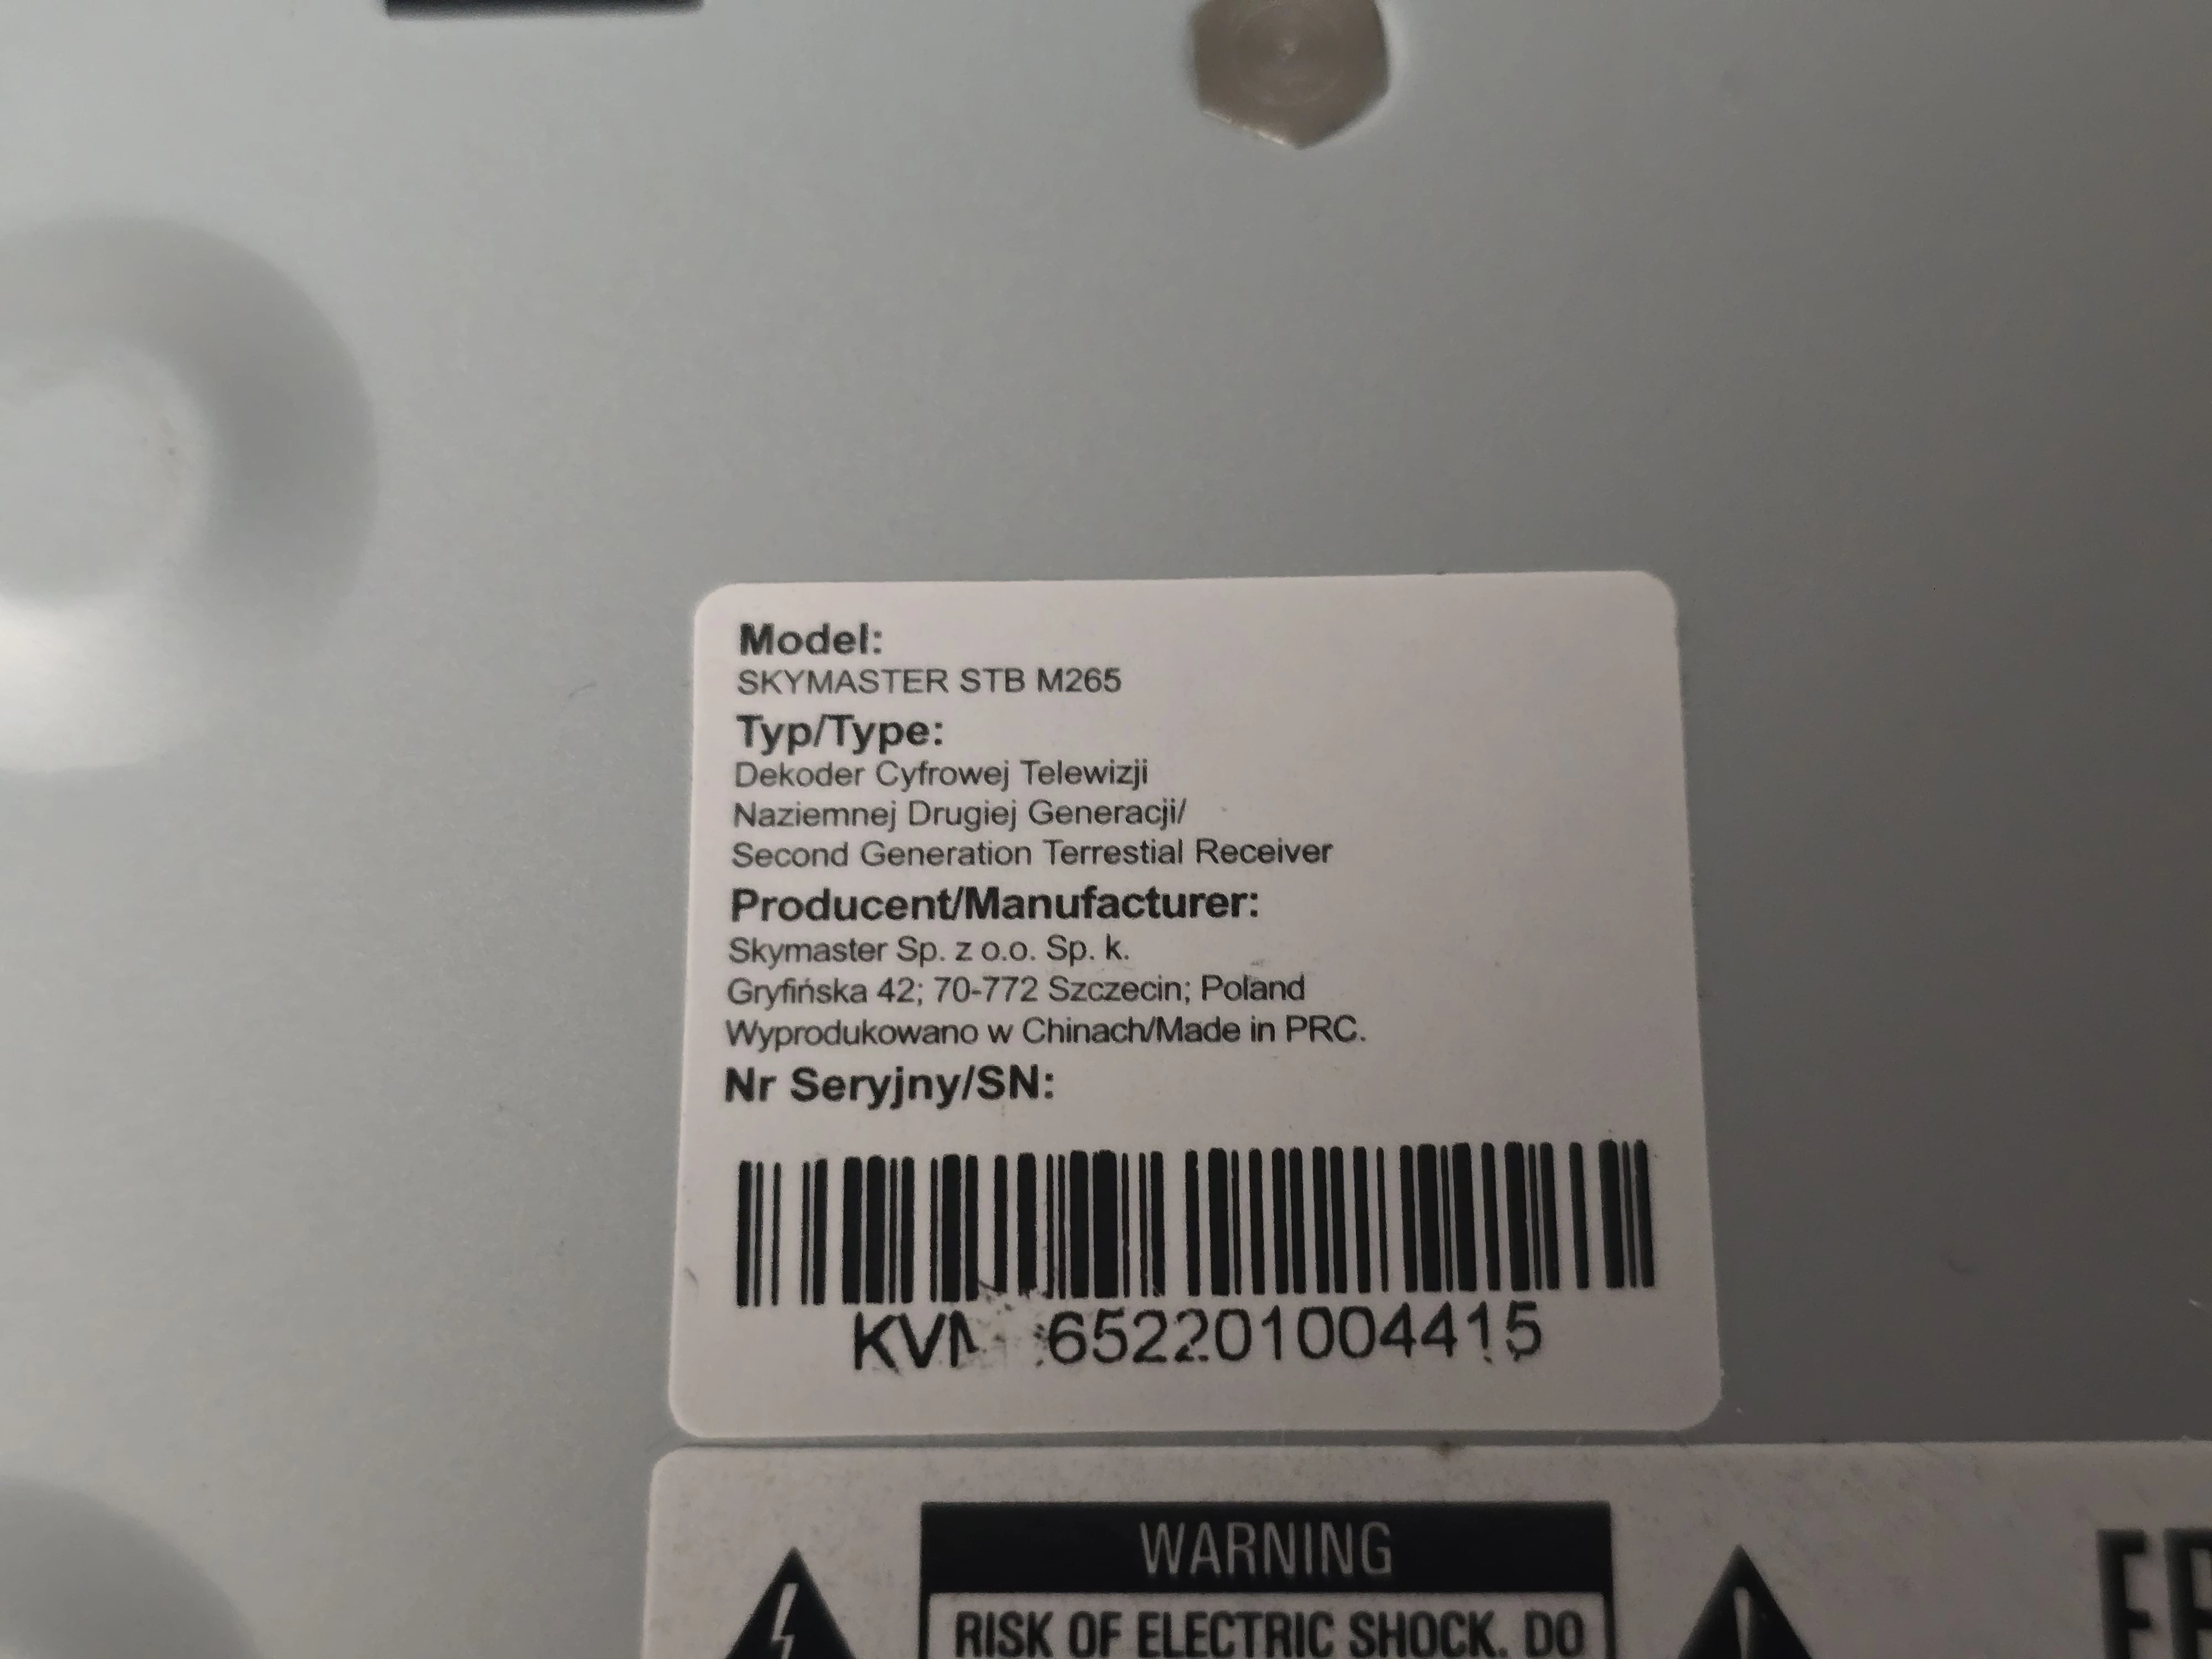 Model:
SKYMASTER STB M265
Typ/Type:
Dekoder Cyfrowej Telewizji
Naziemnej Drugiej Generacji/
Second Generation Terrestial Receiver
Producent/Manufacturer:
Skymaster Sp. z o.o. Sp. k.
Gryfińska 42; 70-772 Szczecin; Poland
Wyprodukowano w Chinach/Made in PRC.
Nr Seryjny/SN:
WARNING
RISK OF ELECTRIC SHOCK. DO